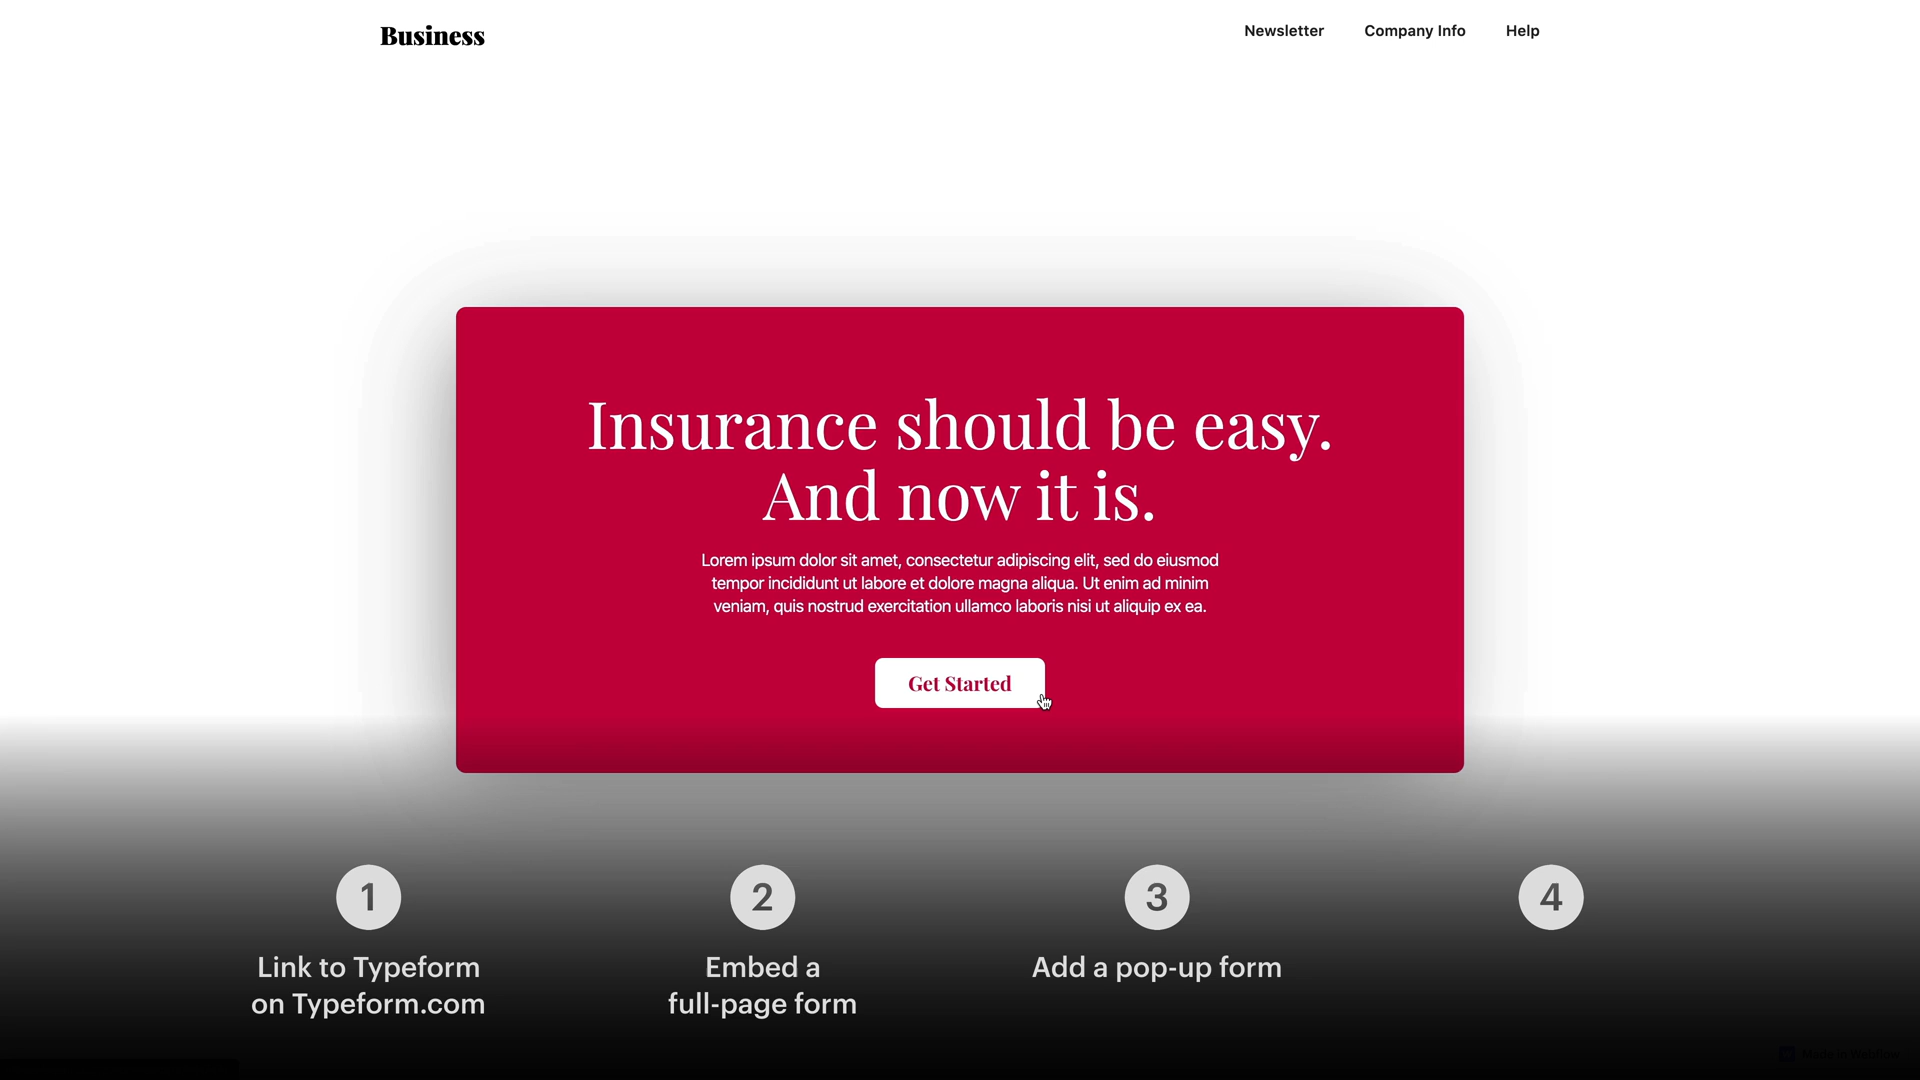 Business
Newsletter
Company Info
Help
Insurance should be easy.
And now it is.
Lorem ipsum dolor sit amet, consectetur adipiscing elit, sed do eiusmod
tempor incididunt ut labore et dolore magna aliqua. Ut enim ad minim
veniam, quis nostrud exercitation ullamco laboris nisi ut aliquip ex ea.
Get Started
1
2
3
4
Link to Typeform
on Typeform.com
Embed a
full-page form
Add a pop-up form